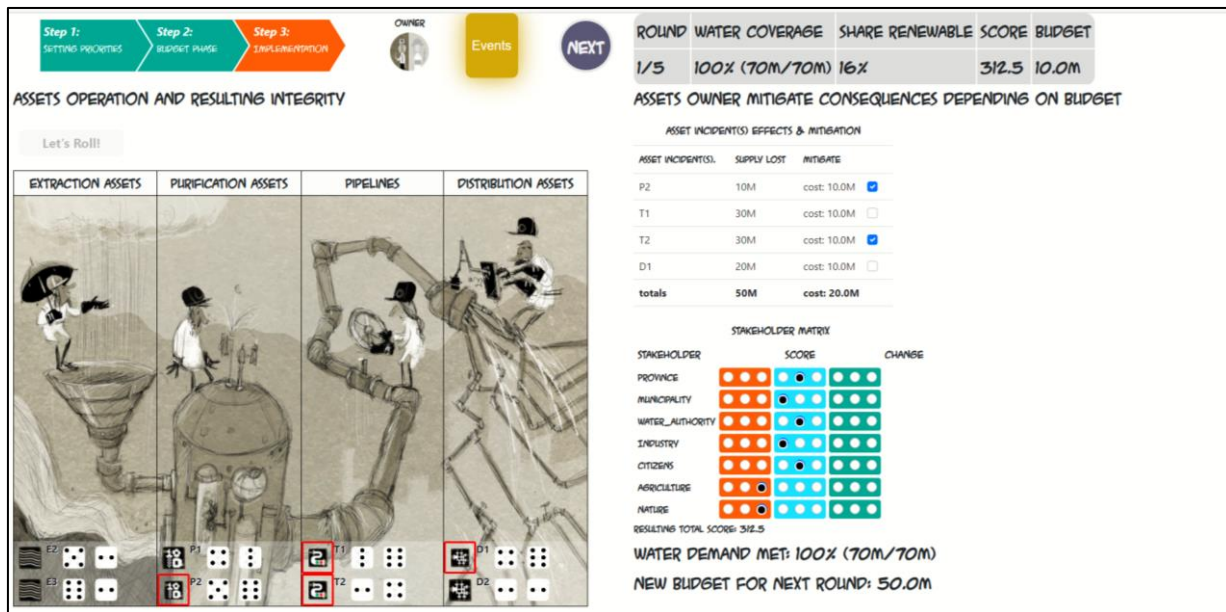 Step 1:
SETTING PRIORITIES
Step 2:
BUDGET PHASE
Step 3:
IMPLEMENTATION
OWNER
Events
NEXT
ASSETS OPERATION AND RESULTING INTEGRITY
Let's Roll!
EXTRACTION ASSETS PURIFICATION ASSETS PIPELINES DISTRIBUTION ASSETS
E2 P1 T1 D1
E3 P2 T2 D2
ROUND WATER COVERAGE SHARE RENEWABLE SCORE BUDGET
1/5 100% (70M/70M) 16% 312.5 10.0M
ASSETS OWNER MITIGATE CONSEQUENCES DEPENDING ON BUDGET
ASSET INCIDENT(S) EFFECTS & MITIGATION
ASSET INCIDENT(S). SUPPLY LOST MITIGATE
P2 10M cost: 10.0M
T1 30M cost: 10.0M
T2 30M cost: 10.0M
D1 20M cost: 10.0M
totals 50M cost: 20.0M
STAKEHOLDER MATRIX
STAKEHOLDER SCORE CHANGE
PROVINCE
MUNICIPALITY
WATER_AUTHORITY
INDUSTRY
CITIZENS
AGRICULTURE
NATURE
RESULTING TOTAL SCORE: 312.5
WATER DEMAND MET: 100% (70M/70M)
NEW BUDGET FOR NEXT ROUND: 50.0M